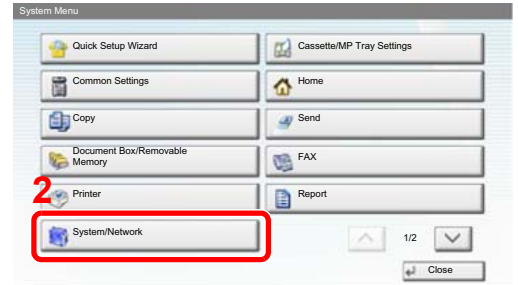 System Menu
Quick Setup Wizard
Cassette/MP Tray Settings
Common Settings
Home
Copy
Send
Document Box/Removable
Memory
FAX
2
Printer
Report
System/Network
1/2
Close